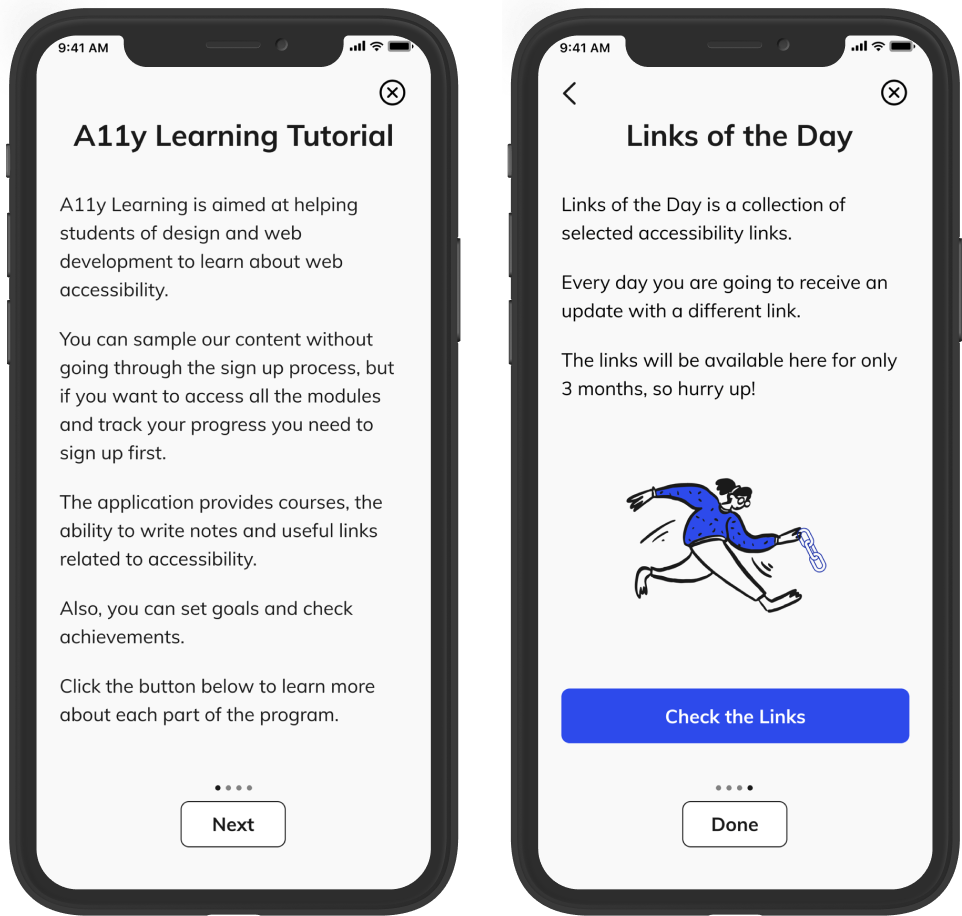 9:41 AM
A11y Learning Tutorial
A11y Learning is aimed at helping
students of design and web
development to learn about web
accessibility.
You can sample our content without
going through the sign up process, but
if you want to access all the modules
and track your progress you need to
sign up first.
The application provides courses, the
ability to write notes and useful links
related to accessibility.
Also, you can set goals and check
achievements.
Click the button below to learn more
about each part of the program.
Next
9:41 AM
Links of the Day
Links of the Day is a collection of
selected accessibility links.
Every day you are going to receive an
update with a different link.
The links will be available here for only
3 months, so hurry up!
Check the Links
Done